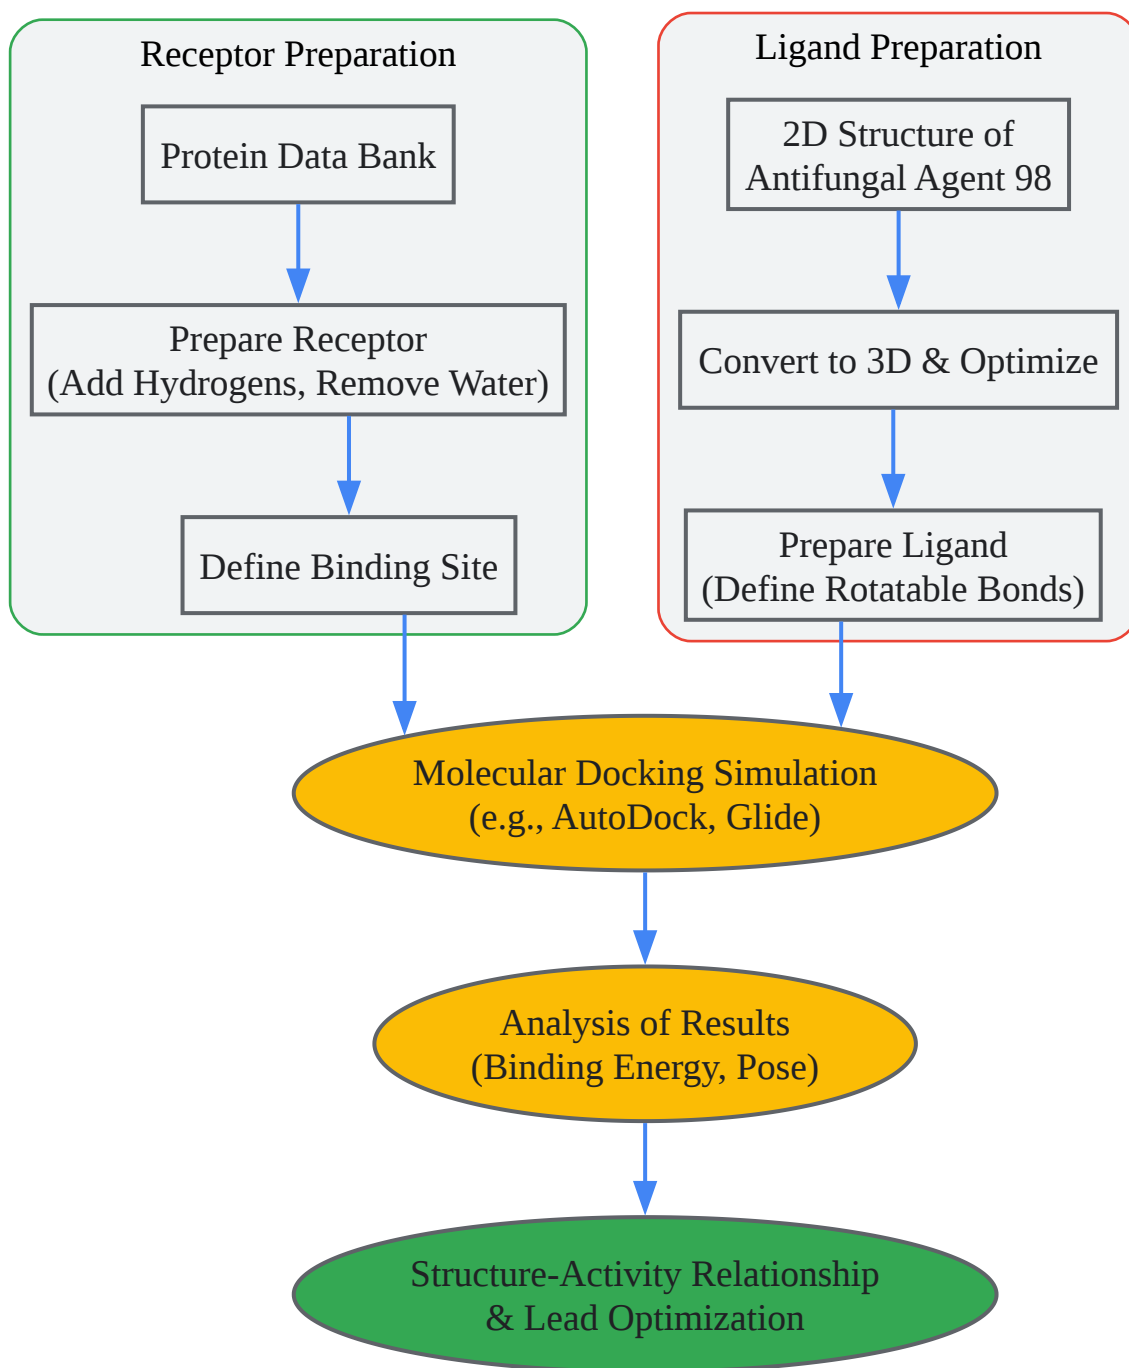 Receptor Preparation
Protein Data Bank
Prepare Receptor
(Add Hydrogens, Remove Water)
Define Binding Site
Ligand Preparation
2D Structure of
Antifungal Agent 98
Convert to 3D & Optimize
Prepare Ligand
(Define Rotatable Bonds)
Molecular Docking Simulation
(e.g., AutoDock, Glide)
Analysis of Results
(Binding Energy, Pose)
Structure-Activity Relationship
& Lead Optimization